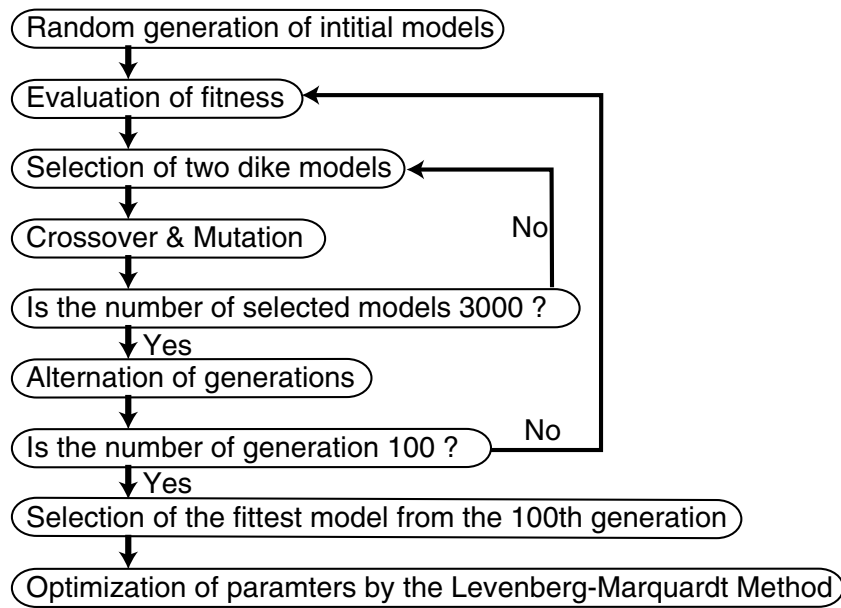 Random generation of intitial models
Evaluation of fitness
Selection of two dike models
Crossover & Mutation
No
Is the number of selected models 3000 ?
Yes
Alternation of generations
Is the number of generation 100 ?
No
Yes
Selection of the fittest model from the 100th generation
Optimization of paramters by the Levenberg-Marquardt Method